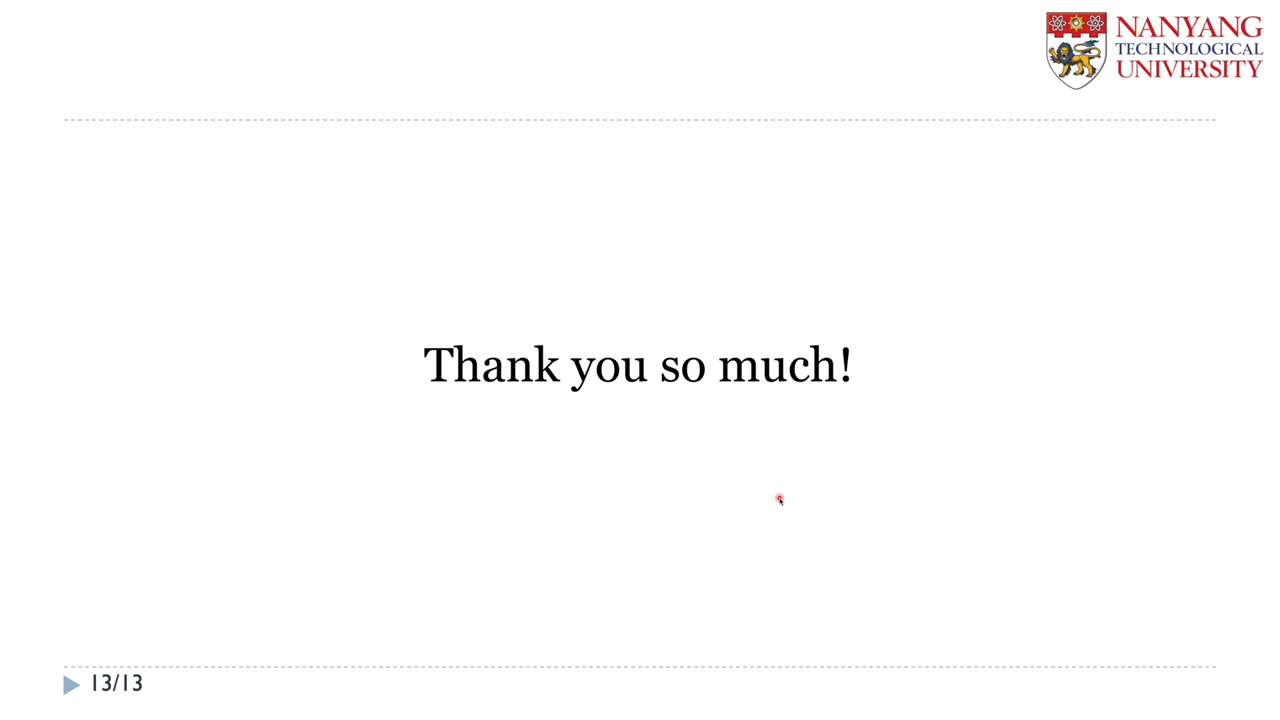 NANYANG
TECHNOLOGICAL
UNIVERSITY
Thank you so much!
13/13